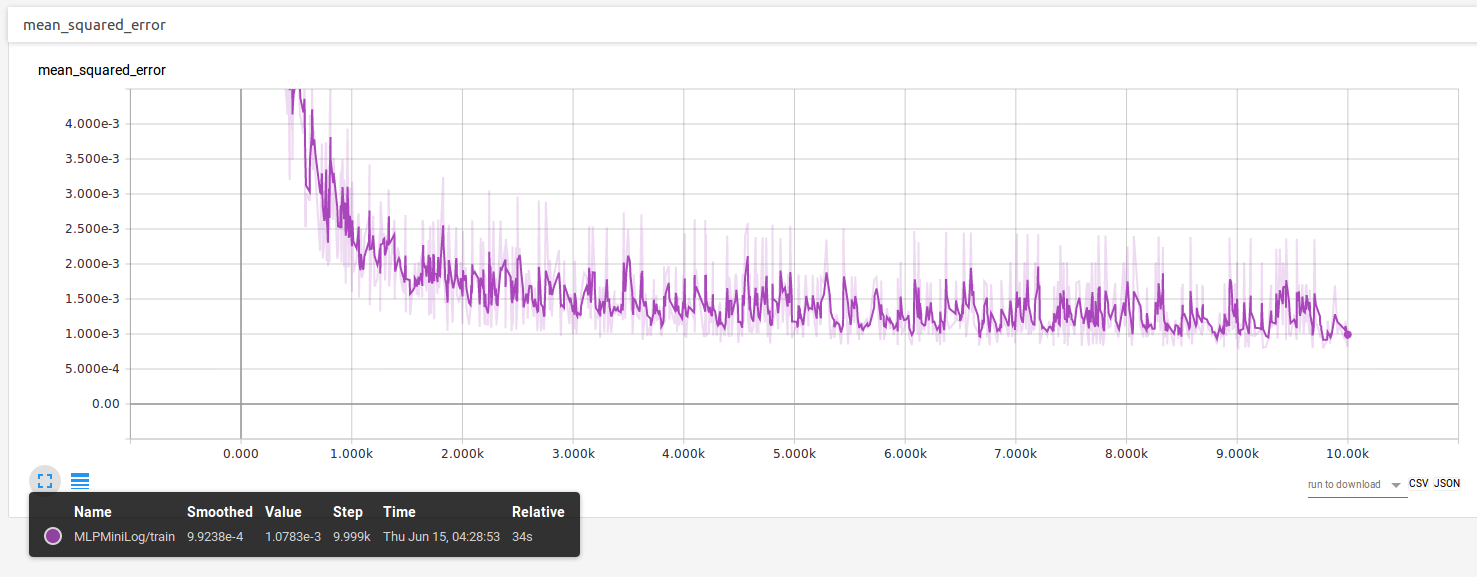 mean_squared_error
mean_squared_error
4.000e-3
3.500e-3
3.000e-3
2.500e-3
2.000e-3
1.500e-3
1.000e-3
5.000e-4
0.00
0.000 1.000k 2.000k 3.000k 4.000k 5.000k 6.000k 7.000k 8.000k 9.000k 10.00k
run to download CSV JSON
Name Smoothed Value Step Time Relative
MLPMiniLog/train 9.9238e-4 1.0783e-3 9.999k Thu Jun 15, 04:28:53 34s